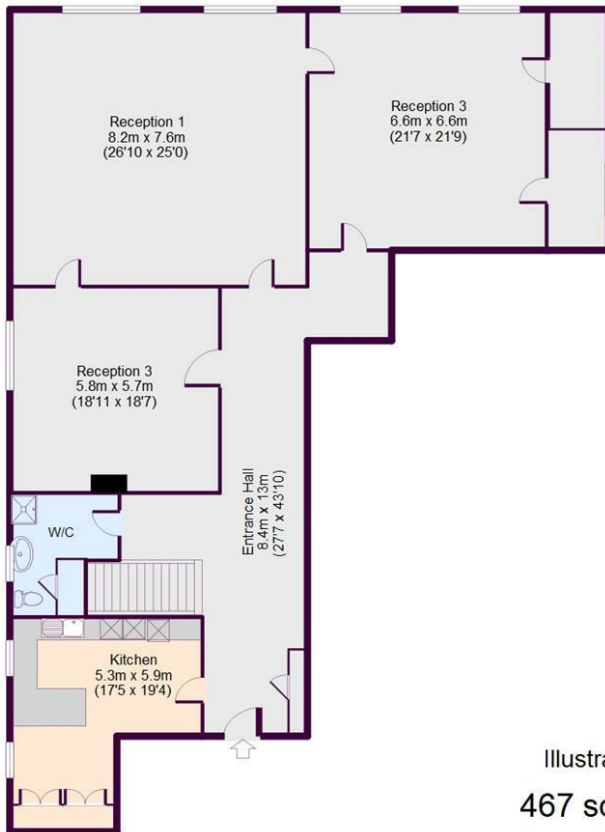 Reception 1
8.2m x 7.6m
(26'10 x 25'0)
Reception 3
6.6m x 6.6m
(21'7 x 21'9)
Reception 3
5.8m x 5.7m
(18'11 x 18'7)
Entrance Hall
8.4m x 13m
(27'7 x 43'10)
W/C
Kitchen
5.3m x 5.9m
(17'5 x 19'4)
467